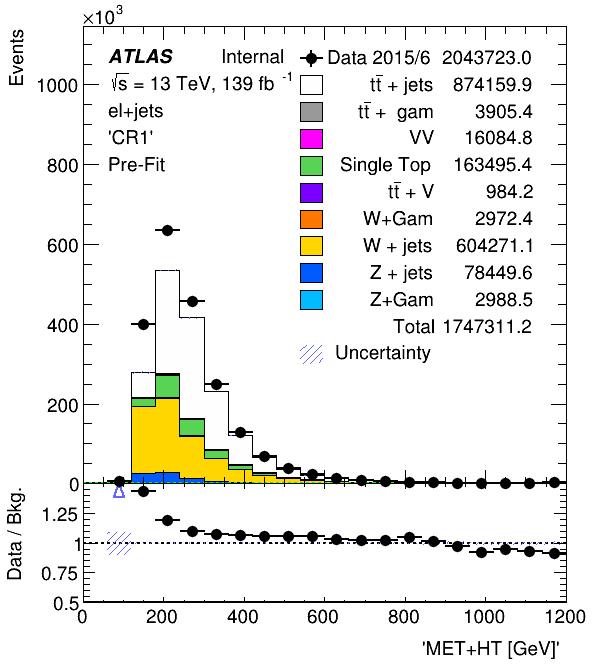 ×10³
Events
ATLAS Internal
√s = 13 TeV, 139 fb⁻¹
el+jets
'CR1'
Pre-Fit
Data 2015/6 2043723.0
tt̄ + jets 874159.9
tt̄ + gam 3905.4
VV 16084.8
Single Top 163495.4
tt̄ + V 984.2
W+Gam 2972.4
W + jets 604271.1
Z + jets 78449.6
Z+Gam 2988.5
Total 1747311.2
Uncertainty
1000
800
600
400
200
0
Data / Bkg.
1.25
1
0.75
0.5
0 200 400 600 800 1000 1200
'MET+HT [GeV]'